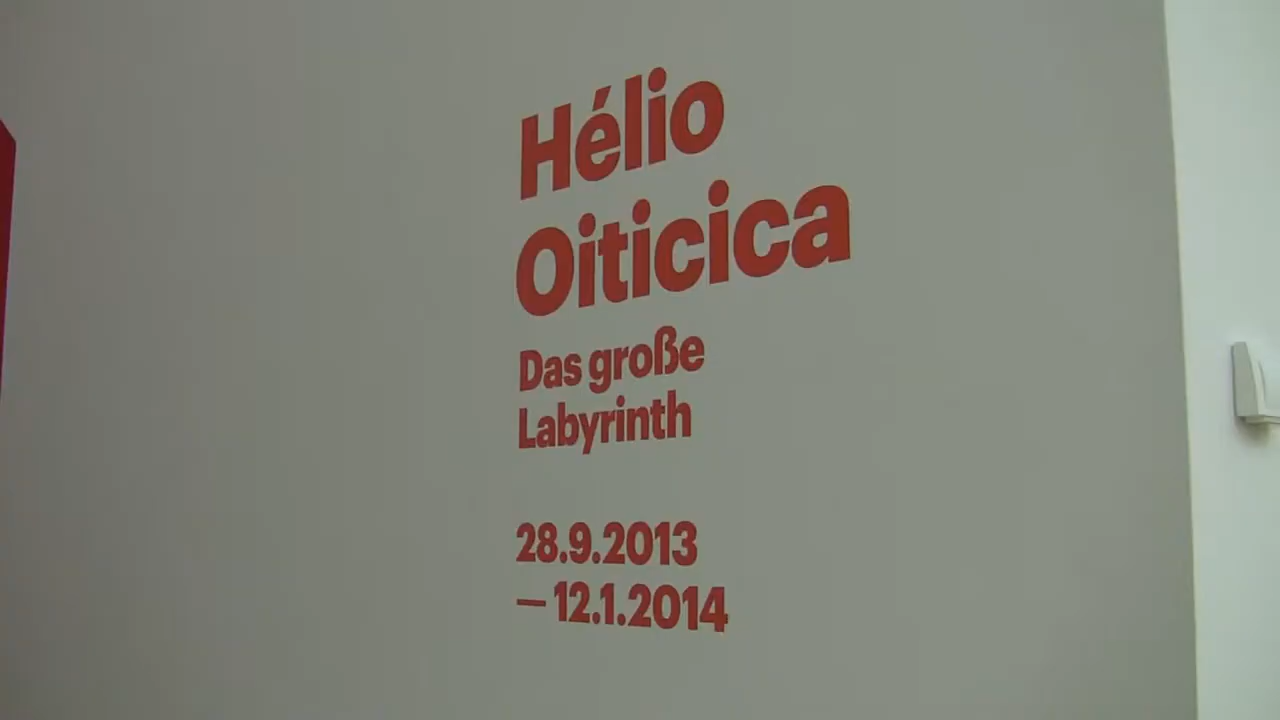 Hélio
Oiticica
Das große
Labyrinth
28.9.2013
— 12.1.2014